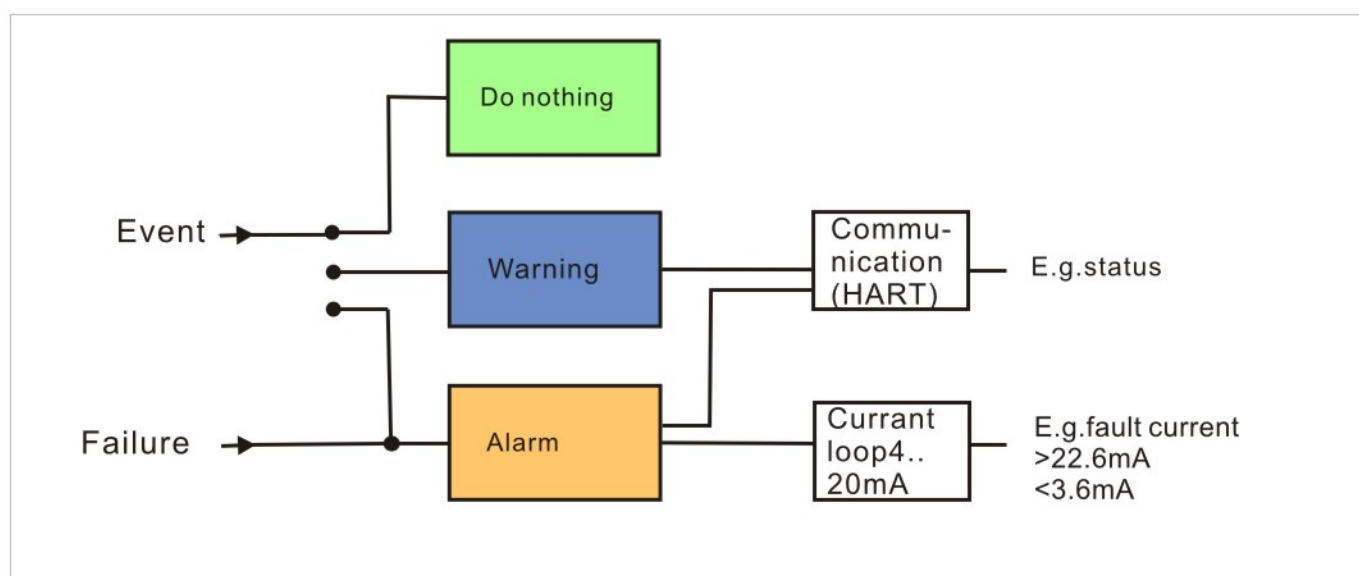 Do nothing
Event
Warning
Commu-
nication
(HART)
E.g.status
Failure
Alarm
Currant
loop4..
20mA
E.g.fault current
>22.6mA
<3.6mA